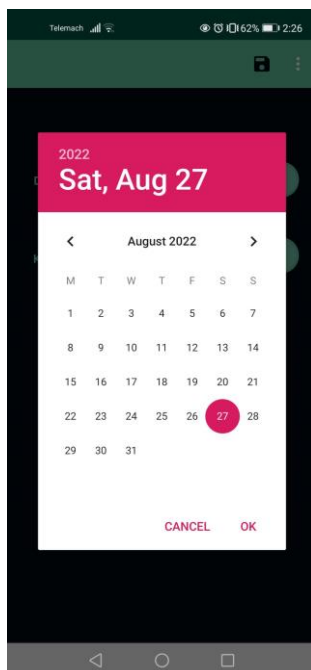 Telemach 62% 2:26
2022
Sat, Aug 27
August 2022
M T W T F S S
1 2 3 4 5 6 7
8 9 10 11 12 13 14
15 16 17 18 19 20 21
22 23 24 25 26 27 28
29 30 31
CANCEL OK